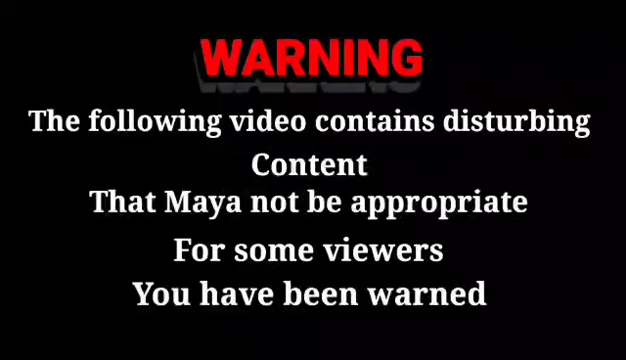 WARNING
The following video contains disturbing
Content
That Maya not be appropriate
For some viewers
You have been warned